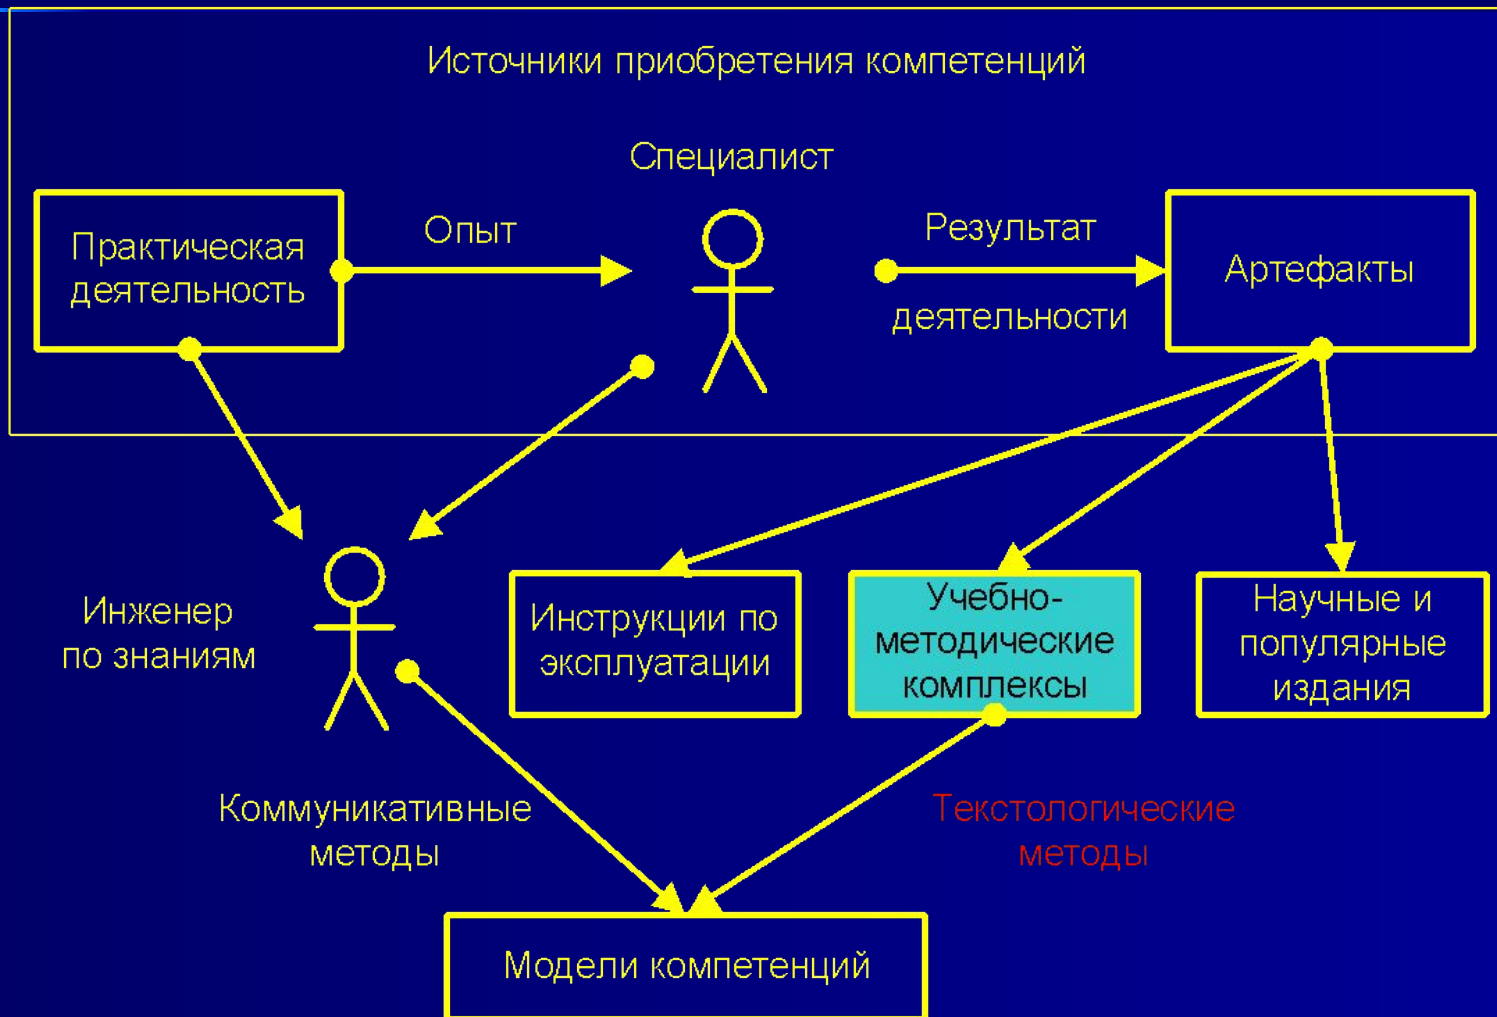 Источники приобретения компетенций
Специалист
Практическая
деятельность
Опыт
Результат
деятельности
Артефакты
Инженер
по знаниям
Инструкции по
эксплуатации
Учебно-
методические
комплексы
Научные и
популярные
издания
Коммуникативные
методы
Текстологические
методы
Модели компетенций